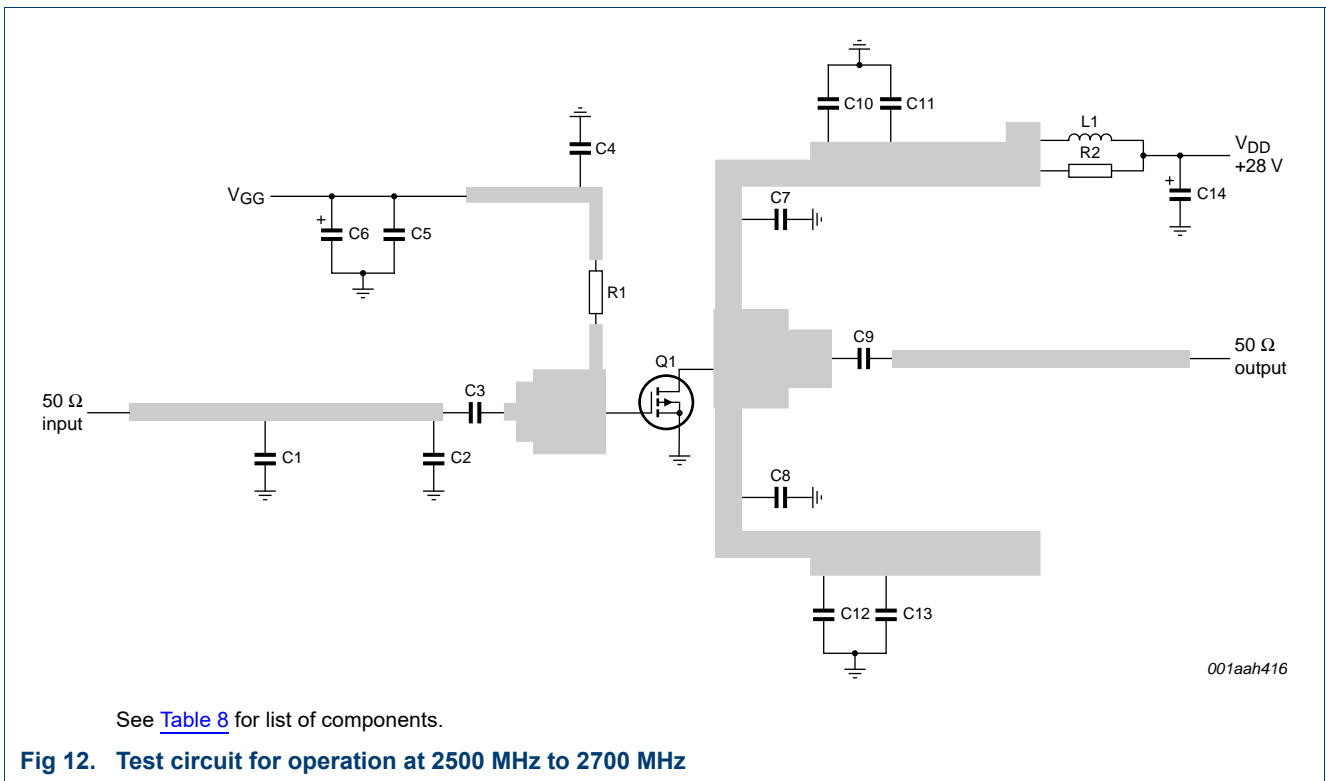 C10
C11
C4
L1
R2
V_DD
+28 V
C14
V_GG
+
C6
C5
C7
+
R1
50 Ω
input
C3
Q1
C9
50 Ω
output
C1
C2
C8
C12
C13
001aah416
See Table 8 for list of components.
Fig 12. Test circuit for operation at 2500 MHz to 2700 MHz